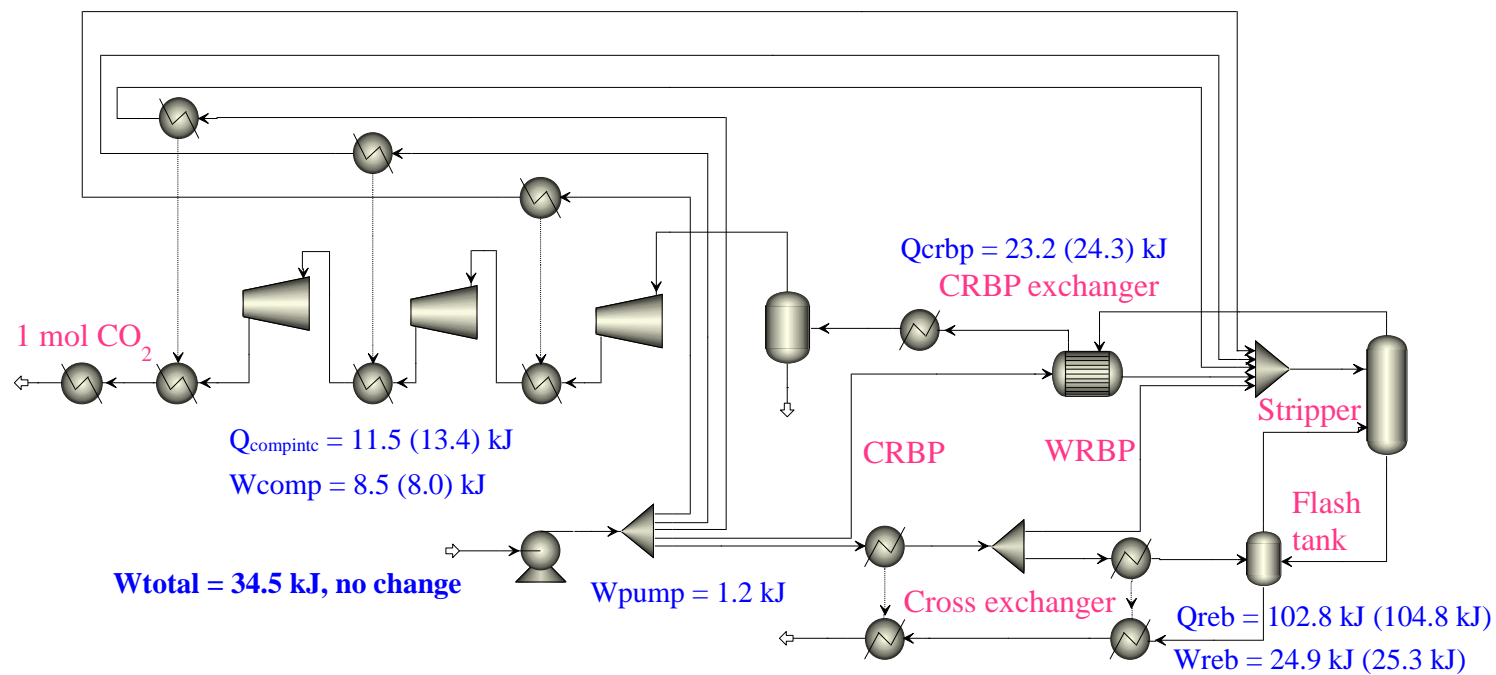 Qcrbp = 23.2 (24.3) kJ
CRBP exchanger
1 mol CO2
Stripper
Qcompintc = 11.5 (13.4) kJ
CRBP
WRBP
Wcomp = 8.5 (8.0) kJ
Flash
tank
Wtotal = 34.5 kJ, no change
Wpump = 1.2 kJ
Cross exchanger
Qreb = 102.8 kJ (104.8 kJ)
Wreb = 24.9 kJ (25.3 kJ)